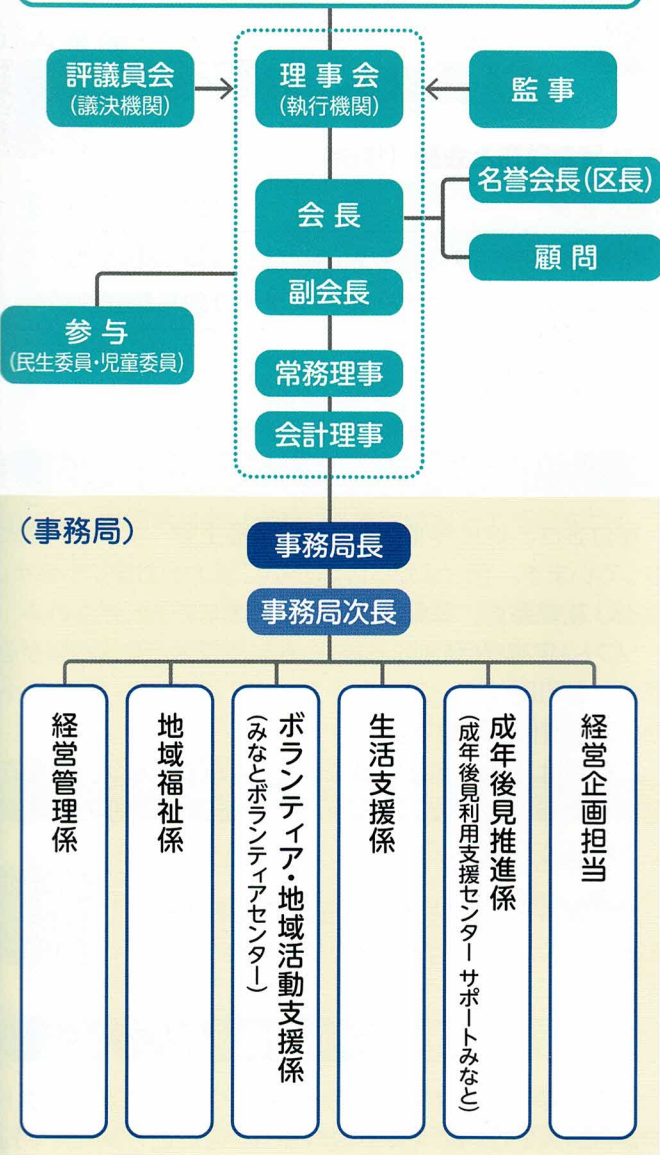 評議員会
(議決機関)
理事会
(執行機関)
監事
会長
名誉会長(区長)
顧問
副会長
参与
(民生委員・児童委員)
常務理事
会計理事
(事務局)
事務局長
事務局次長
経営管理係
地域福祉係
ボランティア・地域活動支援係
(みなとボランティアセンター)
生活支援係
成年後見推進係
(成年後見利用支援センター サポートみなと)
経営企画担当